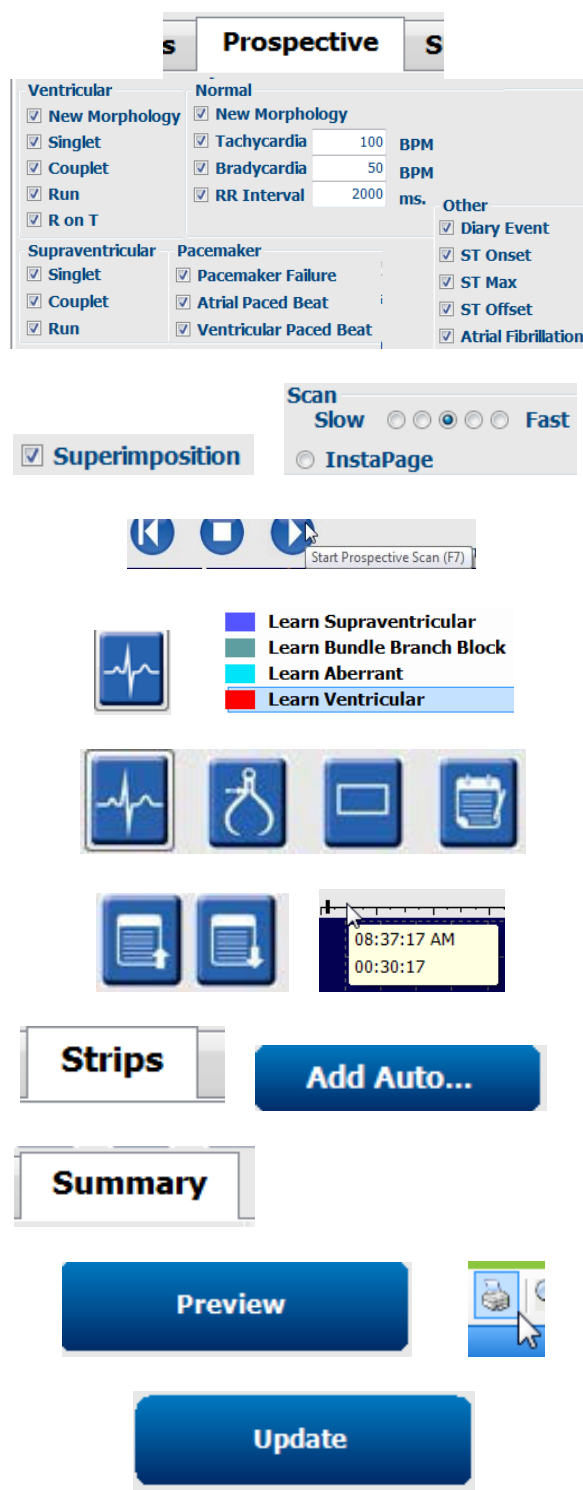 s Prospective S
Ventricular
New Morphology
Singlet
Couplet
Run
R on T
Normal
New Morphology
Tachycardia 100 BPM
Bradycardia 50 BPM
RR Interval 2000 ms.
Other
Diary Event
ST Onset
ST Max
ST Offset
Atrial Fibrillation
Supraventricular
Singlet
Couplet
Run
Pacemaker
Pacemaker Failure
Atrial Paced Beat
Ventricular Paced Beat
Superimposition
Scan
Slow Fast
InstaPage
Start Prospective Scan (F7)
Learn Supraventricular
Learn Bundle Branch Block
Learn Aberrant
Learn Ventricular
08:37:17 AM
00:30:17
Strips
Add Auto...
Summary
Preview
Update